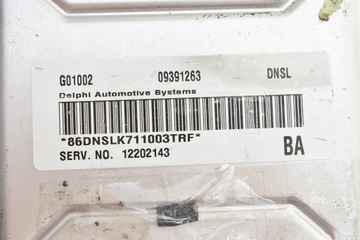 G01002 09391263 DNSL
Delphi Automotive Systems
*86DNSLK711003TRF*
SERV. NO. 12202143 BA